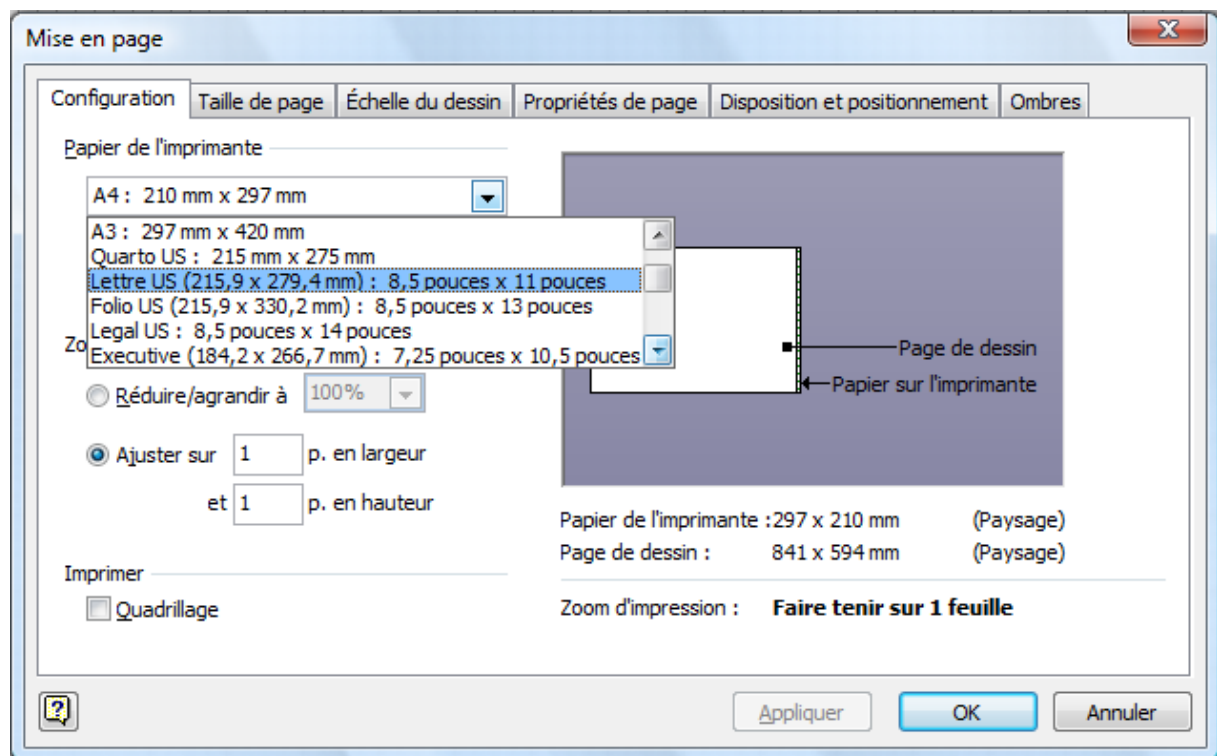 Mise en page
Configuration Taille de page Échelle du dessin Propriétés de page Disposition et positionnement Ombres
Papier de l'imprimante
A4 : 210 mm x 297 mm
A3 : 297 mm x 420 mm
Quarto US : 215 mm x 275 mm
Lettre US (215,9 x 279,4 mm) : 8,5 pouces x 11 pouces
Folio US (215,9 x 330,2 mm) : 8,5 pouces x 13 pouces
Legal US : 8,5 pouces x 14 pouces
Executive (184,2 x 266,7 mm) : 7,25 pouces x 10,5 pouces
Zo
Réduire/agrandir à 100%
Ajuster sur 1 p. en largeur
et 1 p. en hauteur
Imprimer
Quadrillage
Page de dessin
Papier sur l'imprimante
Papier de l'imprimante :297 x 210 mm (Paysage)
Page de dessin : 841 x 594 mm (Paysage)
Zoom d'impression : Faire tenir sur 1 feuille
Appliquer OK Annuler